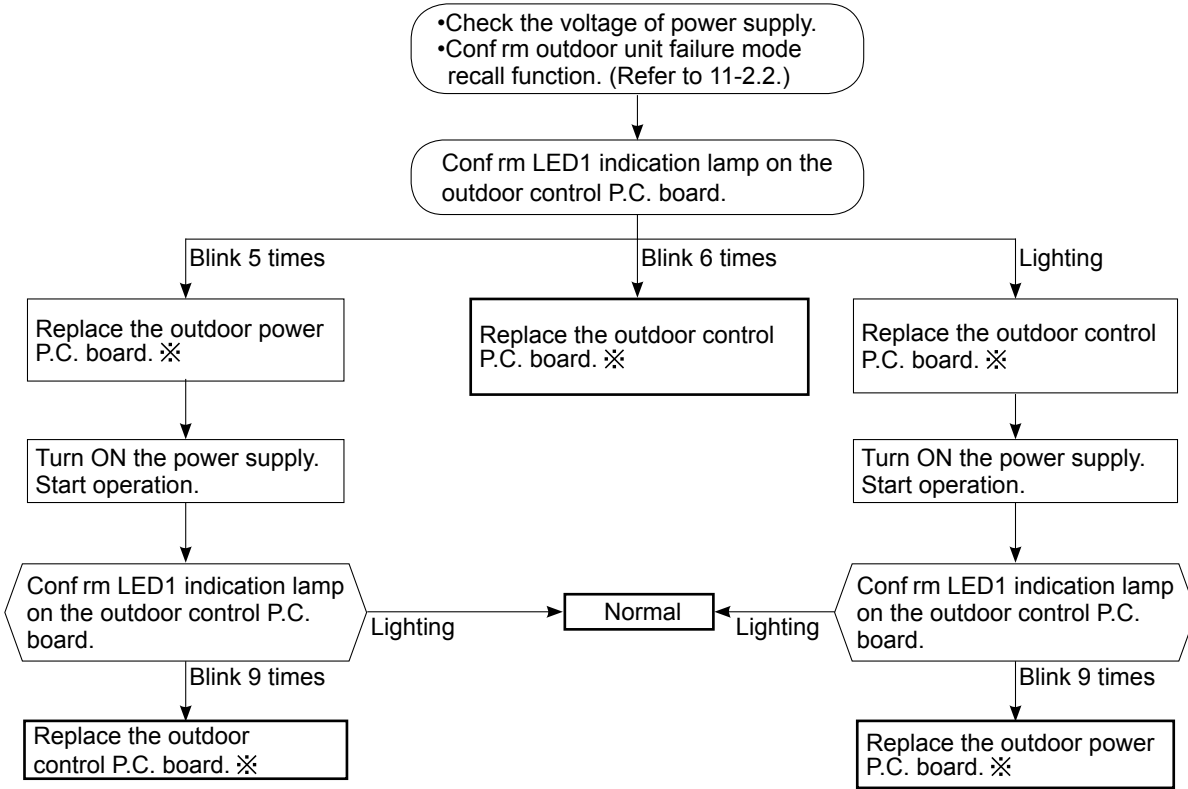 •Check the voltage of power supply.
•Conf rm outdoor unit failure mode
recall function. (Refer to 11-2.2.)
Conf rm LED1 indication lamp on the
outdoor control P.C. board.
Blink 5 times
Blink 6 times
Lighting
Replace the outdoor power
P.C. board. ※
Replace the outdoor control
P.C. board. ※
Replace the outdoor control
P.C. board. ※
Turn ON the power supply.
Start operation.
Turn ON the power supply.
Start operation.
Conf rm LED1 indication lamp
on the outdoor control P.C.
board.
Lighting
Normal
Lighting
Conf rm LED1 indication lamp
on the outdoor control P.C.
board.
Blink 9 times
Blink 9 times
Replace the outdoor
control P.C. board. ※
Replace the outdoor power
P.C. board. ※